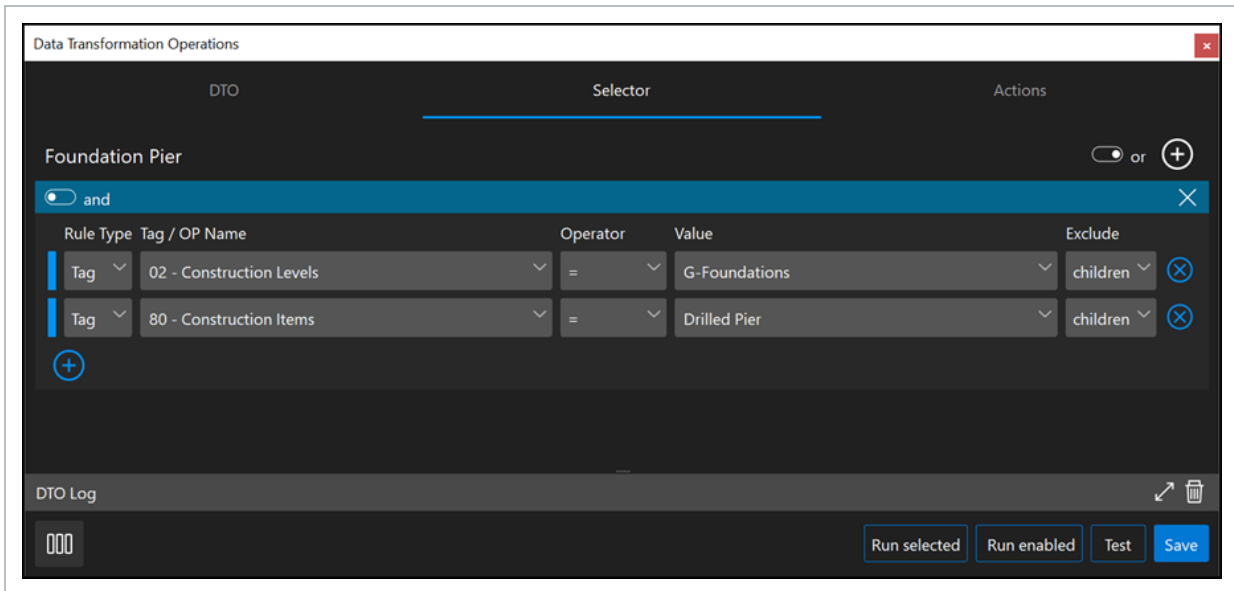 Data Transformation Operations
DTO Selector Actions
Foundation Pier or
and
Rule Type Tag / OP Name Operator Value Exclude
Tag 02 - Construction Levels = G-Foundations children
Tag 80 - Construction Items = Drilled Pier children
DTO Log
Run selected Run enabled Test Save